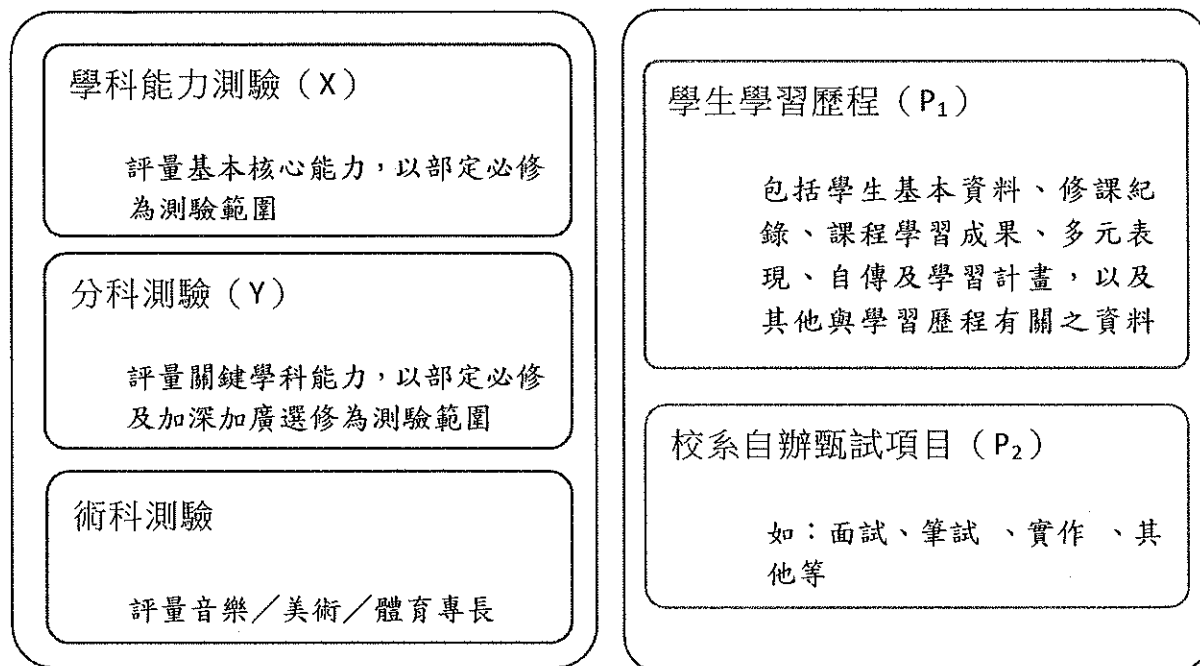 學科能力測驗（X）
評量基本核心能力，以部定必修
為測驗範圍
分科測驗（Y）
評量關鍵學科能力，以部定必修
及加深加廣選修為測驗範圍
術科測驗
評量音樂／美術／體育專長
學生學習歷程（P₁）
包括學生基本資料、修課紀
錄、課程學習成果、多元表
現、自傳及學習計畫，以及
其他與學習歷程有關之資料
校系自辦甄試項目（P₂）
如：面試、筆試 、實作 、其
他等